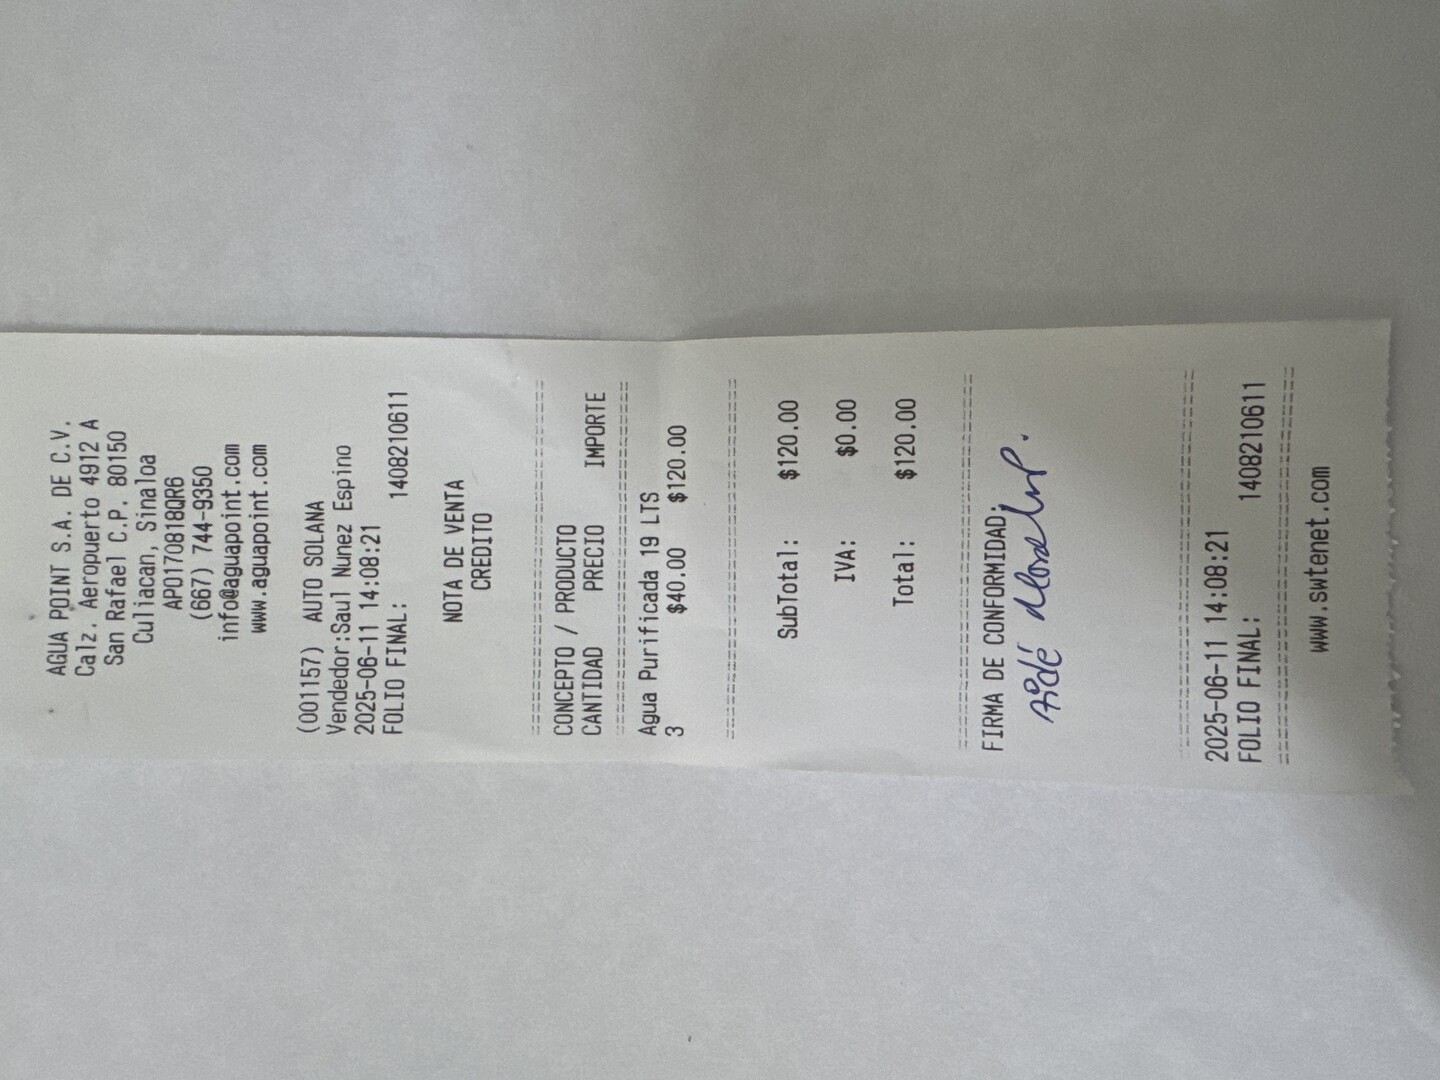 AGUA POINT S.A. DE C.V.
Calz. Aeropuerto 4912 A
San Rafael C.P. 80150
Culiacan, Sinaloa
APO170818QR6
(667) 744-9350
info@aguapoint.com
www.aguapoint.com
(001157) AUTO SOLANA
Vendedor:Saul Nunez Espino
2025-06-11 14:08:21
FOLIO FINAL: 1408210611
NOTA DE VENTA
CREDITO
==============================
CONCEPTO / PRODUCTO
CANTIDAD PRECIO IMPORTE
==============================
Agua Purificada 19 LTS
3 $40.00 $120.00
==============================
SubTotal: $120.00
IVA: $0.00
Total: $120.00
==============================
FIRMA DE CONFORMIDAD:
Aidé
==============================
2025-06-11 14:08:21
FOLIO FINAL: 1408210611
==============================
www.swtenet.com